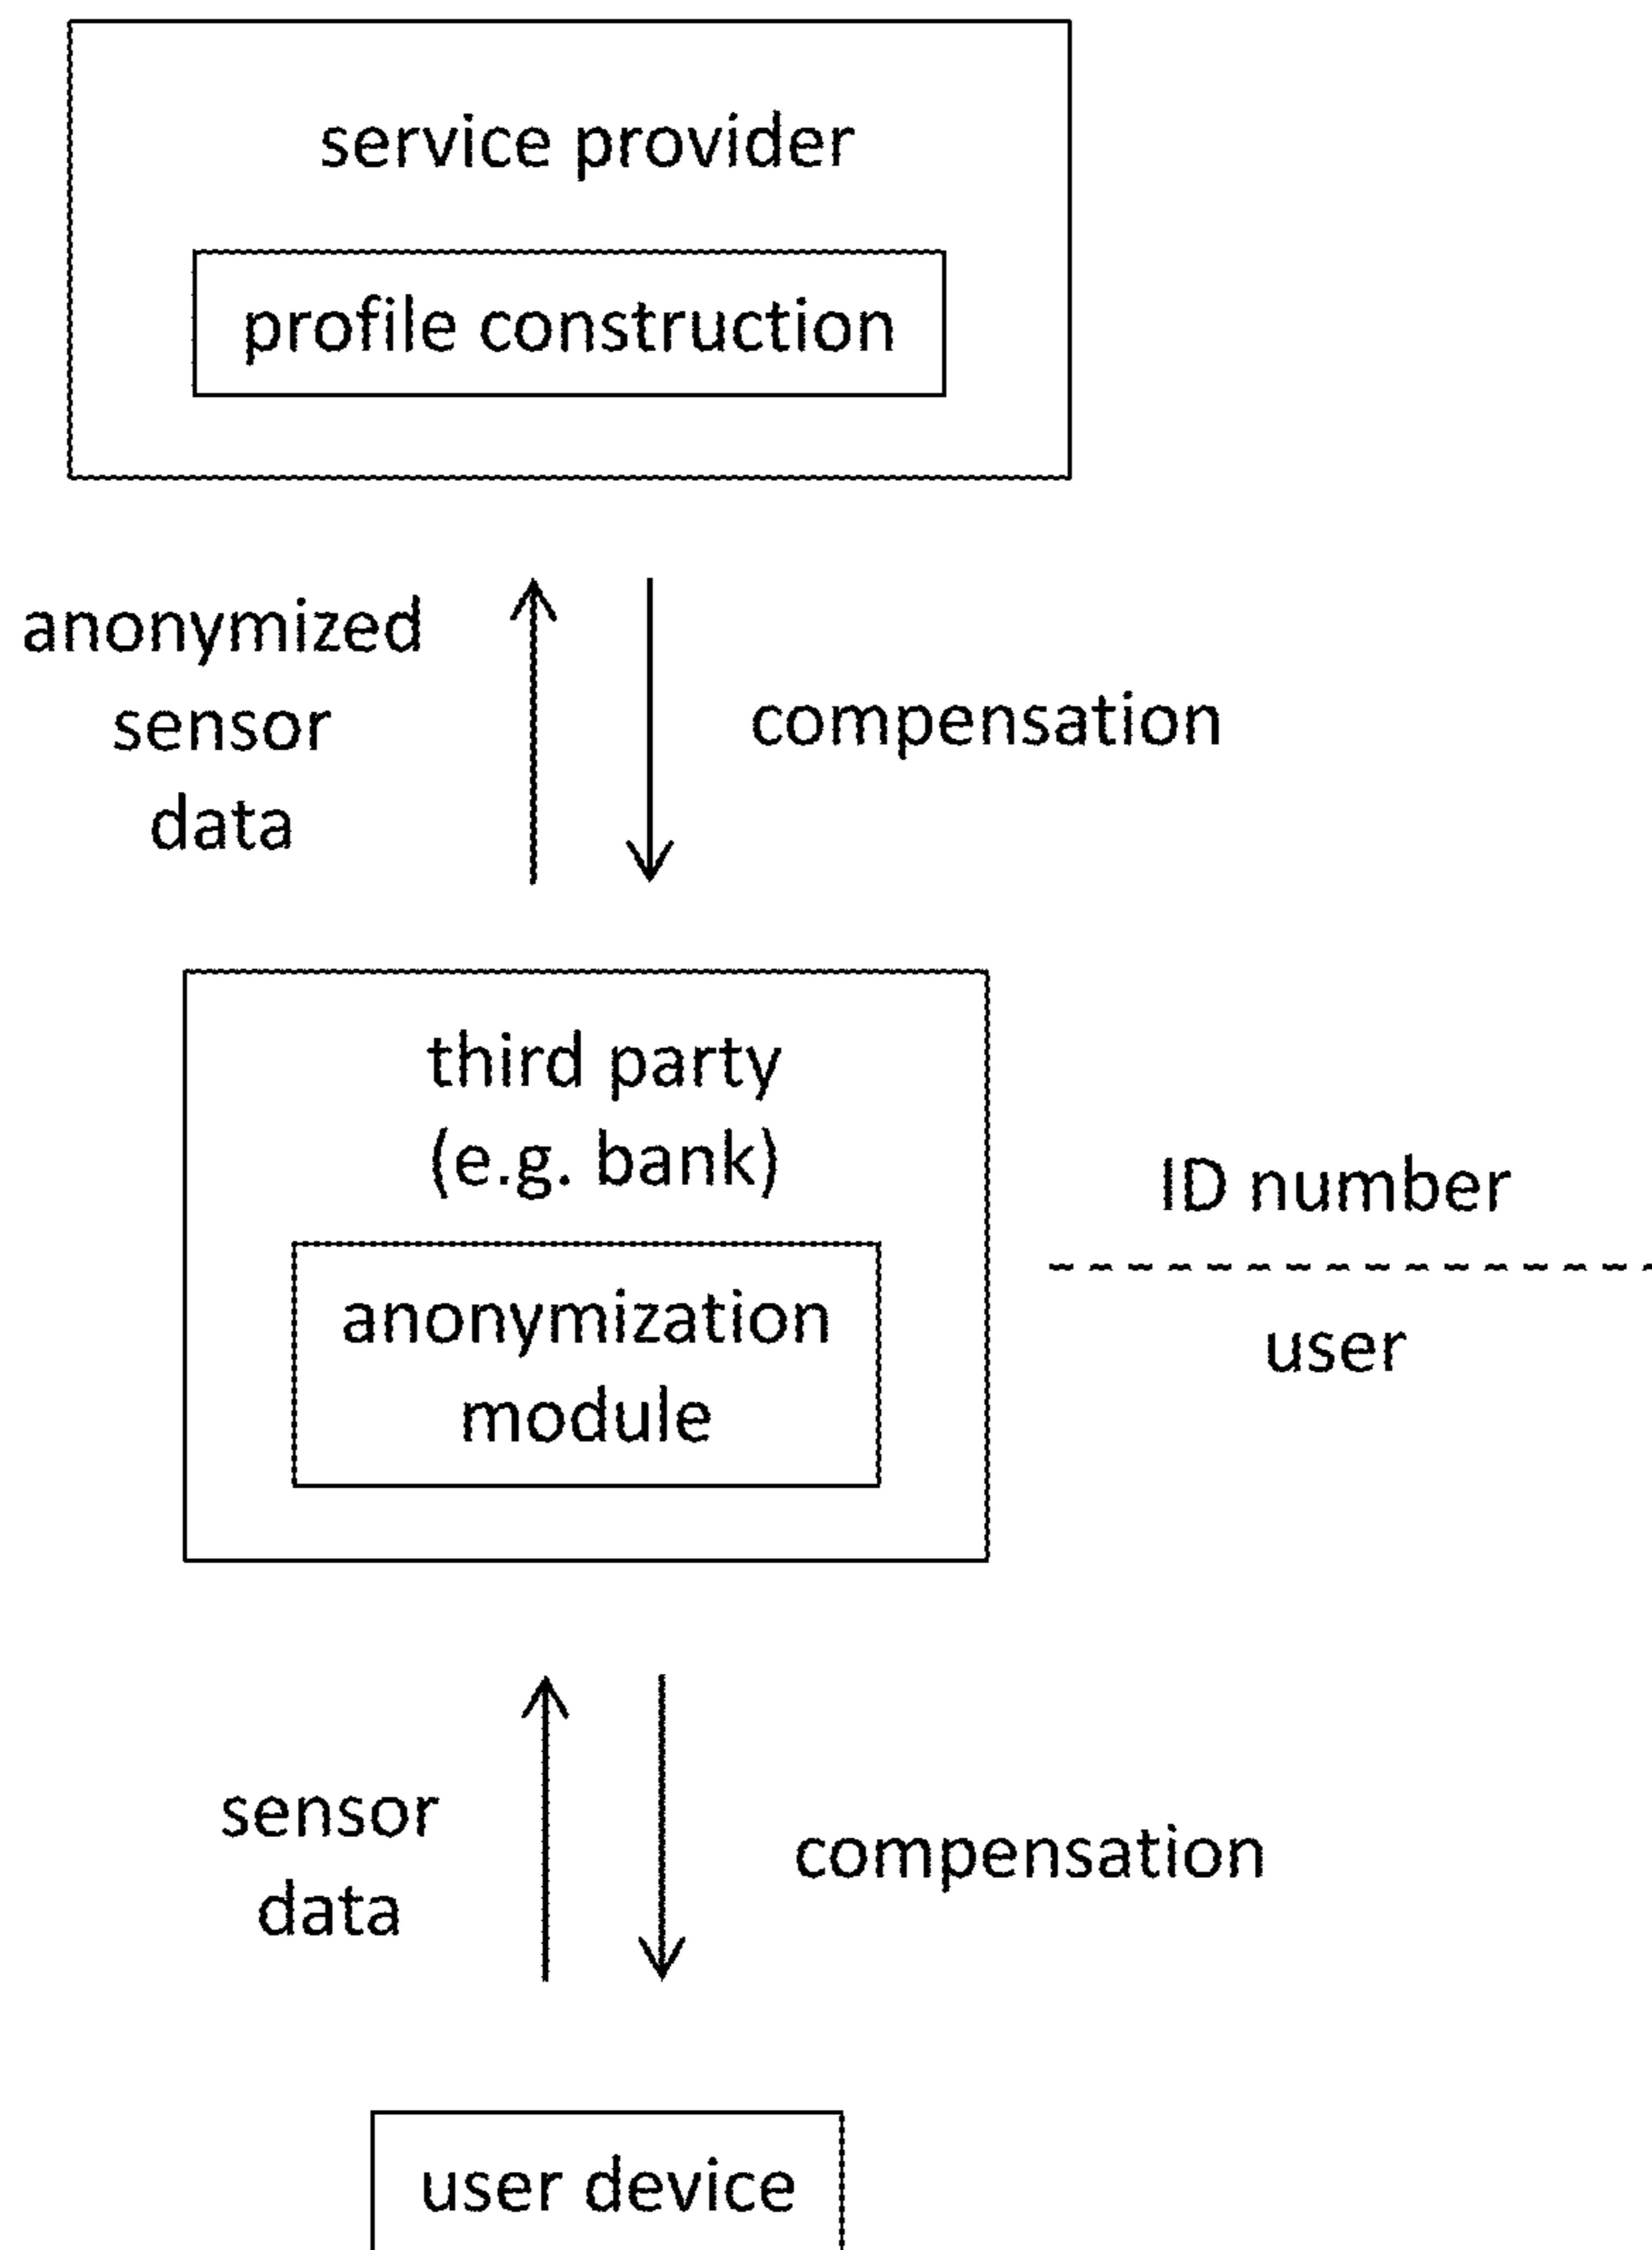 service provider
profile construction
anonymized
sensor
data
compensation
third party
(e.g. bank)
anonymization
module
ID number
user
sensor
data
compensation
user device